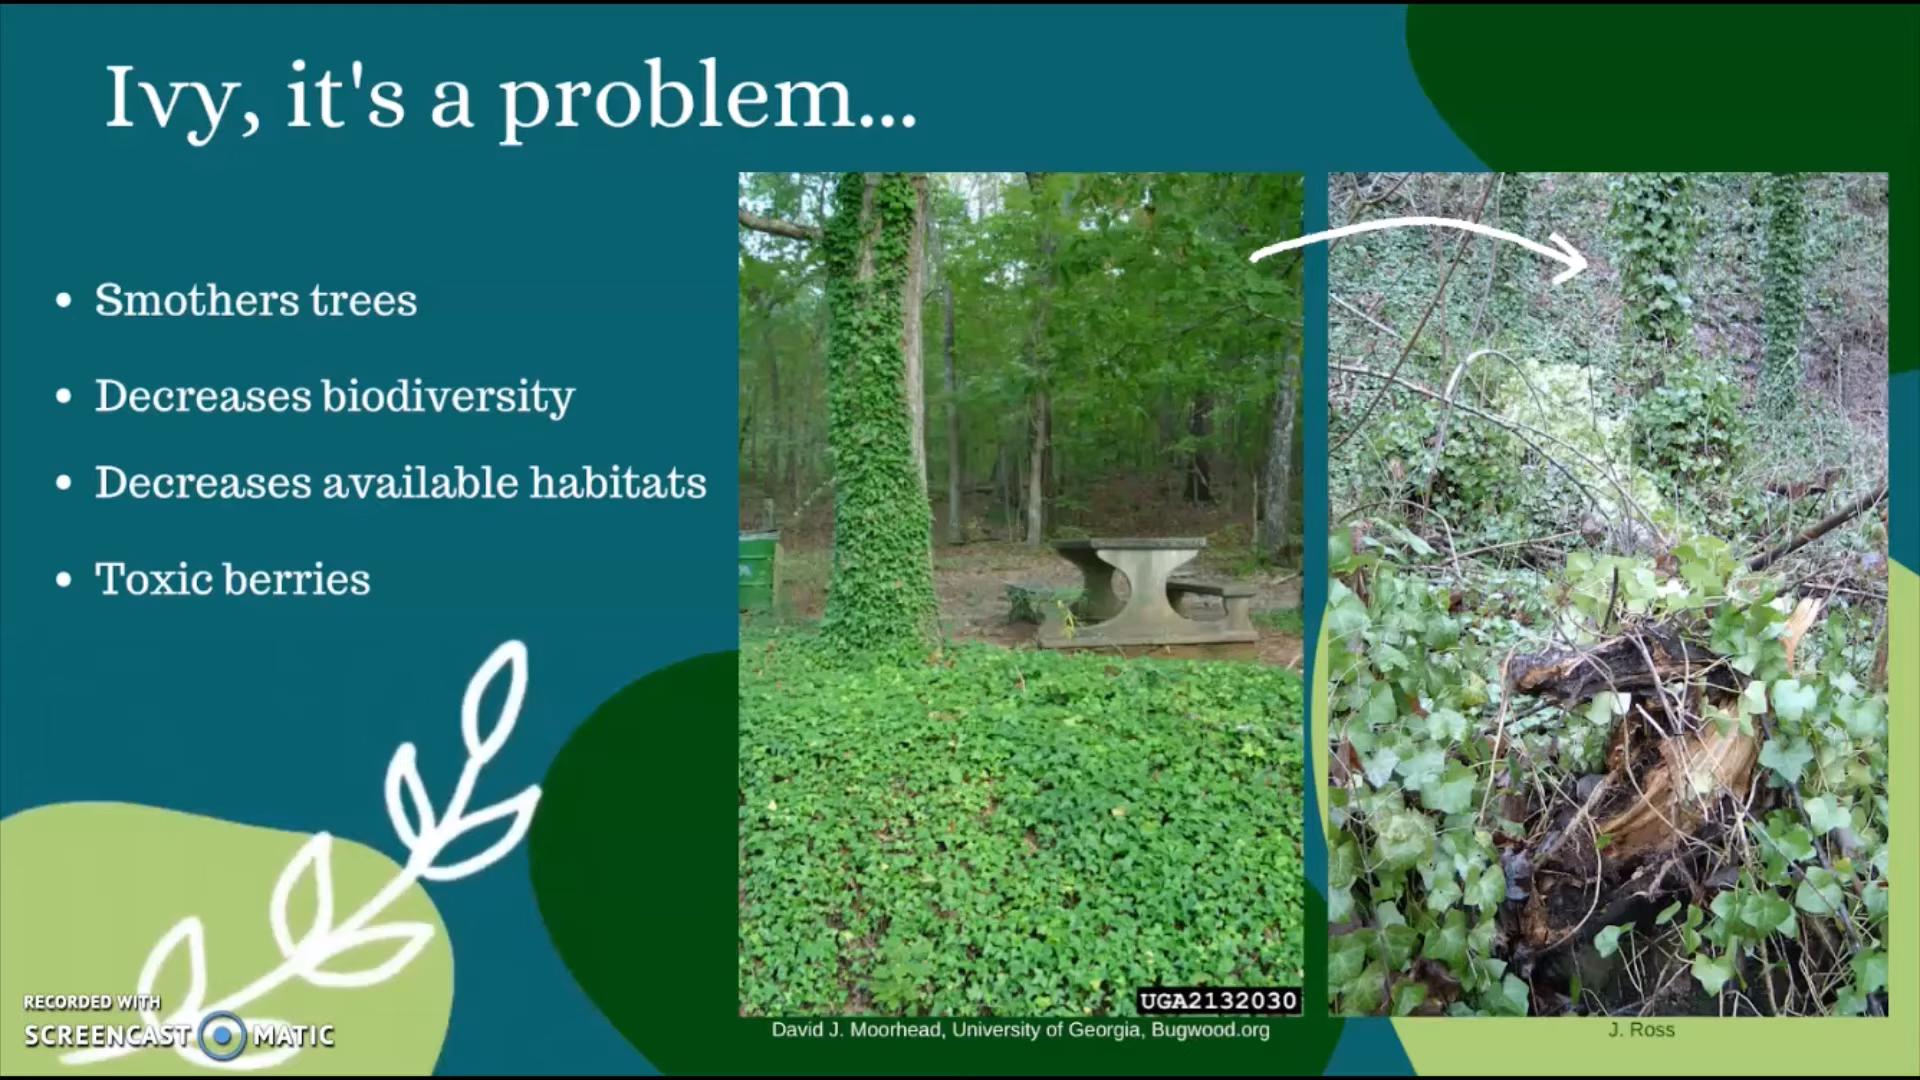 Ivy, it's a problem...
Smothers trees
Decreases biodiversity
Decreases available habitats
Toxic berries
UGA2132030
David J. Moorhead, University of Georgia, Bugwood.org
J. Ross
RECORDED WITH
SCREENCAST MATIC